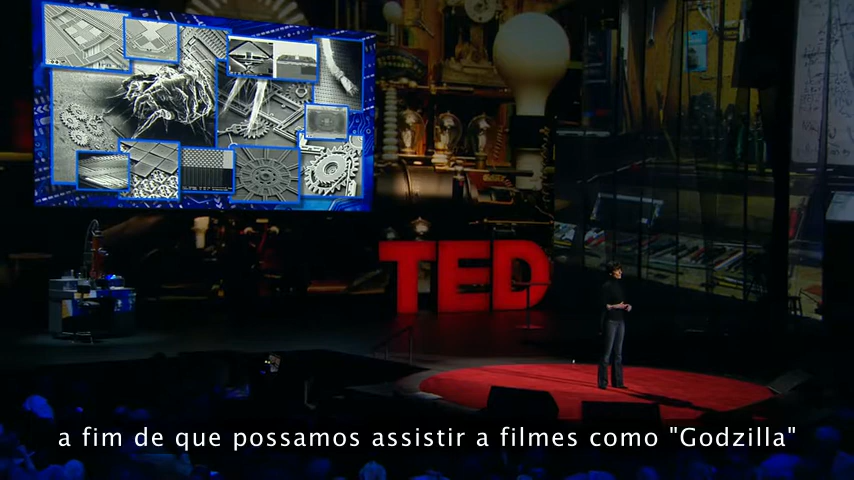 TED
a fim de que possamos assistir a filmes como "Godzilla"